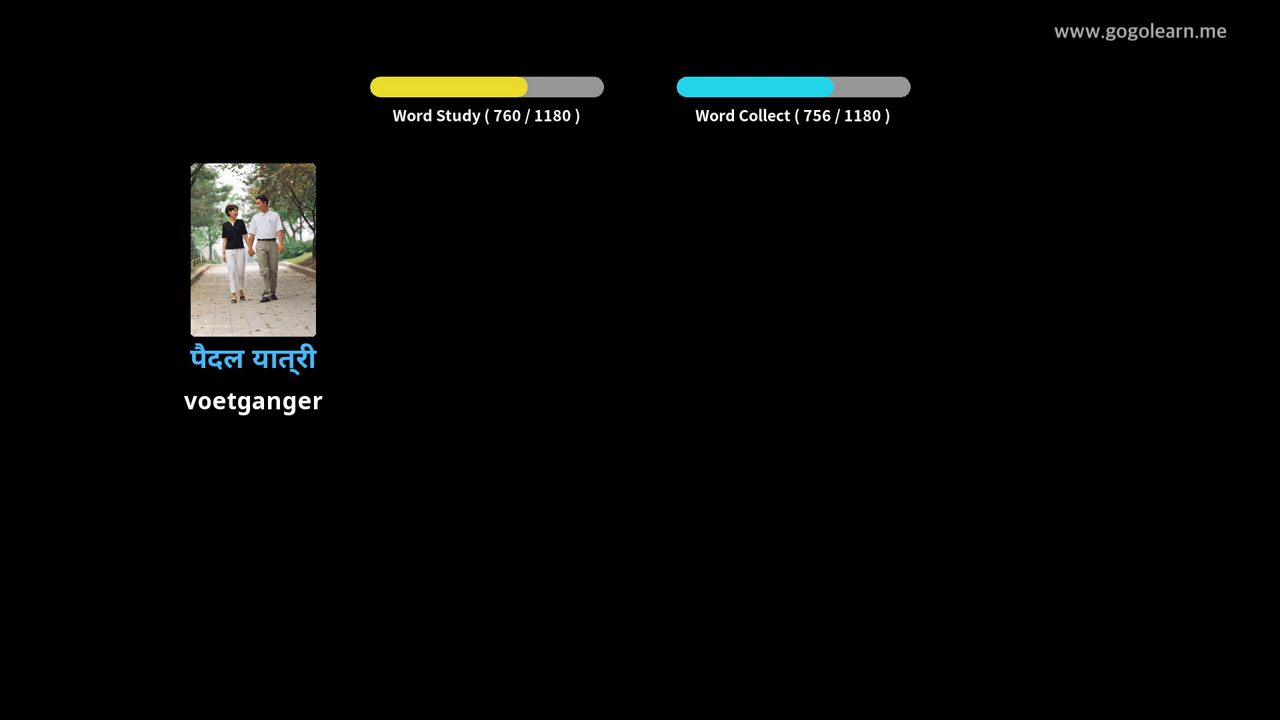 www.gogolearn.me
Word Study ( 760 / 1180 )
Word Collect ( 756 / 1180 )
पैदल यात्री
voetganger